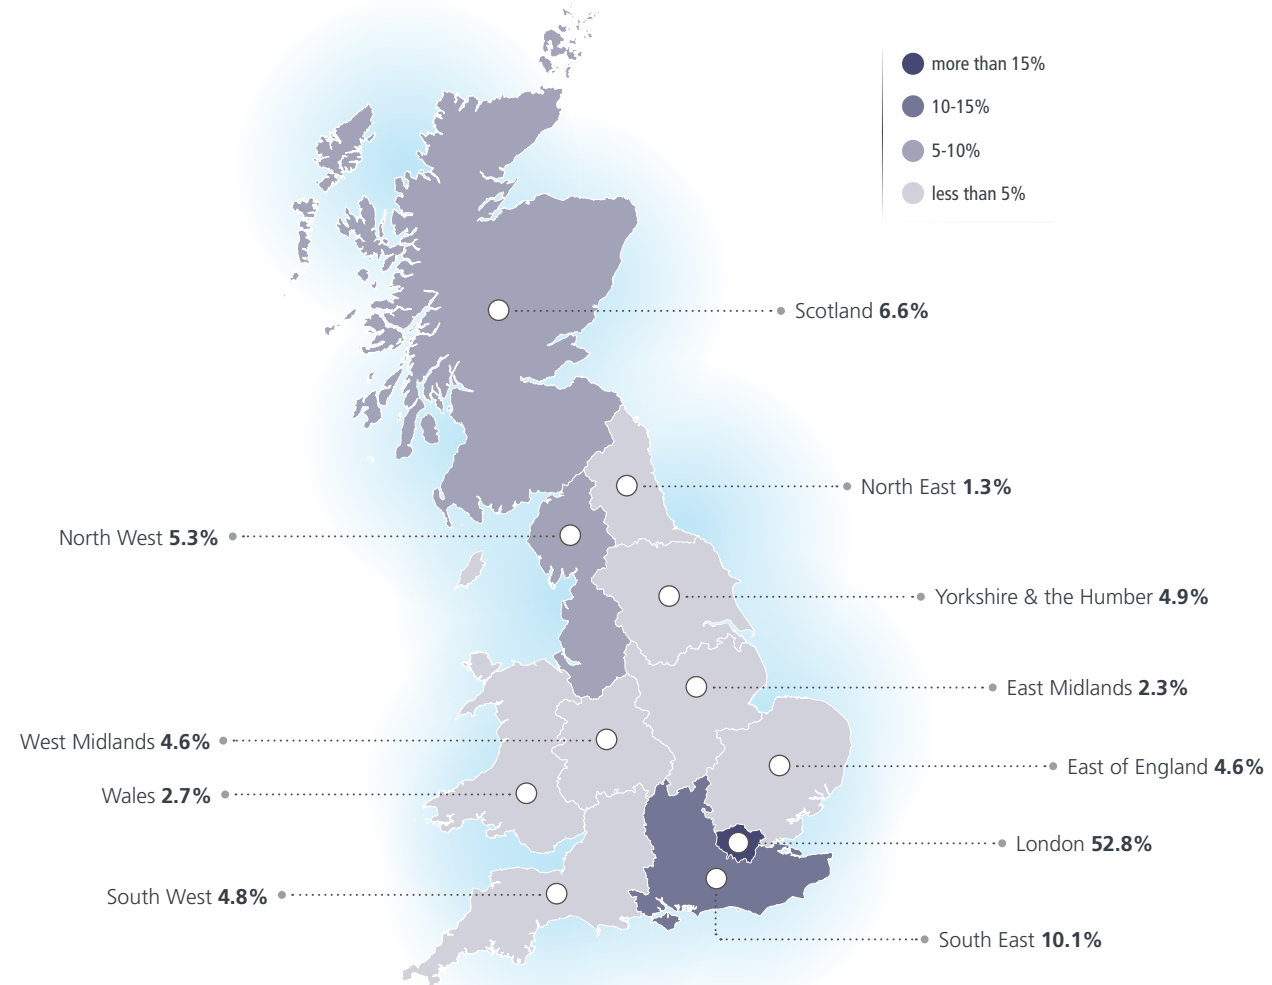 more than 15%
10-15%
5-10%
less than 5%
Scotland 6.6%
North East 1.3%
North West 5.3%
Yorkshire & the Humber 4.9%
East Midlands 2.3%
West Midlands 4.6%
East of England 4.6%
Wales 2.7%
London 52.8%
South West 4.8%
South East 10.1%